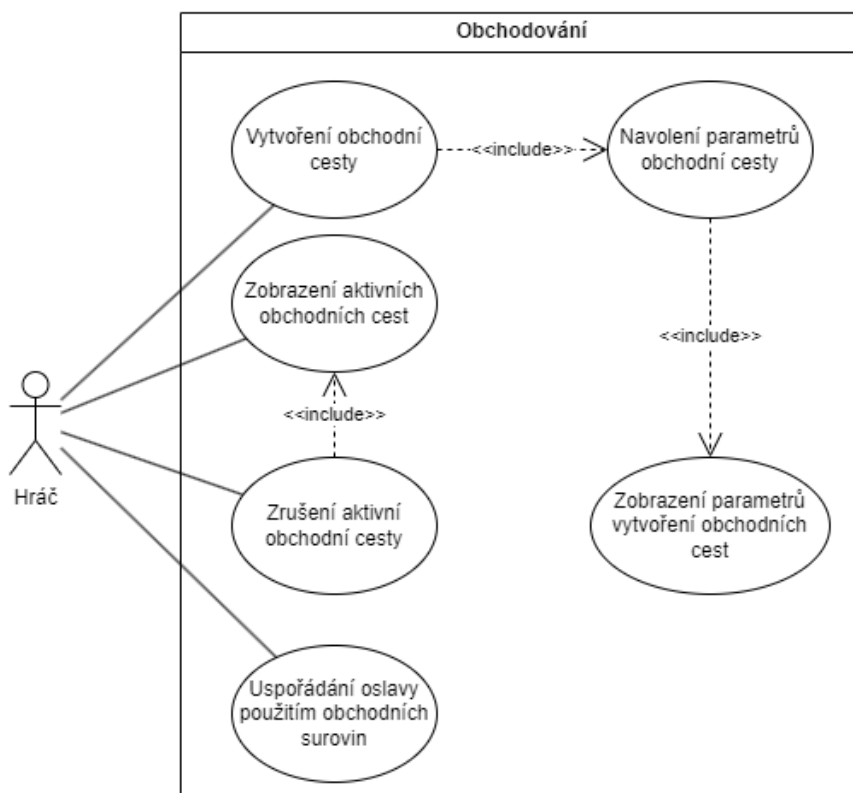 Obchodování
Vytvoření obchodní
cesty
<<include>>
Navolení parametrů
obchodní cesty
Zobrazení aktivních
obchodních cest
<<include>>
<<include>>
Hráč
Zrušení aktivní
obchodní cesty
Zobrazení parametrů
vytvoření obchodních
cest
Uspořádání oslavy
použitím obchodních
surovin